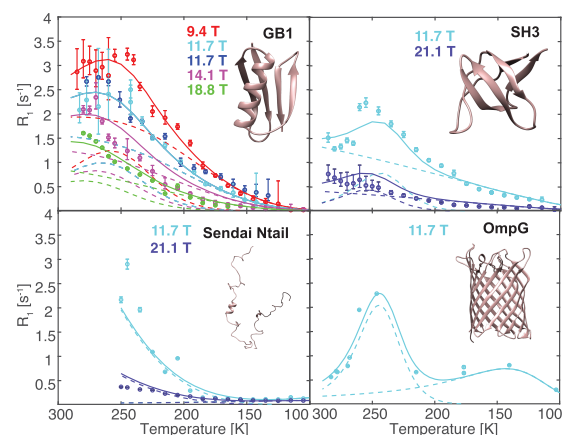 GB1
9.4 T
11.7 T
11.7 T
14.1 T
18.8 T
R1 [s-1]
4
3.5
3
2.5
2
1.5
1
0.5
SH3
11.7 T
21.1 T
Sendai Ntail
11.7 T
21.1 T
R1 [s-1]
4
3.5
3
2.5
2
1.5
1
0.5
300 250 200 150 100
Temperature [K]
OmpG
11.7 T
300 250 200 150 100
Temperature [K]